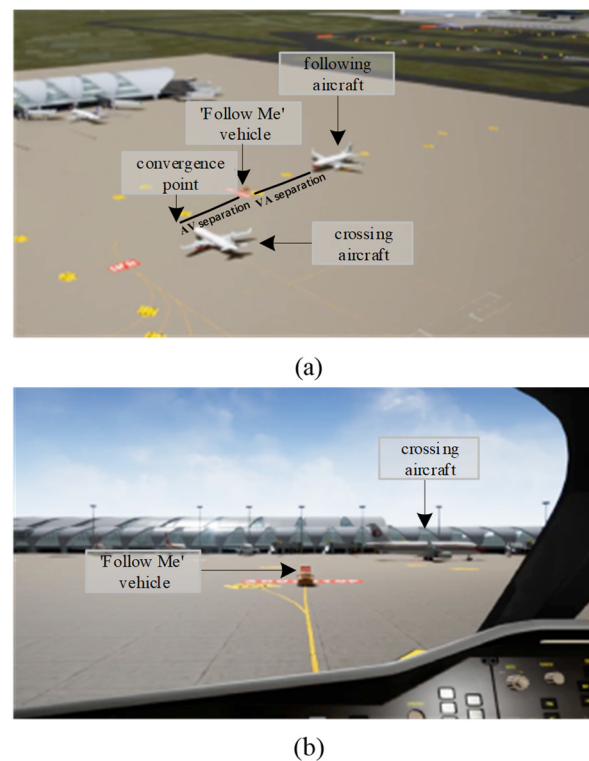 following
aircraft
'Follow Me'
vehicle
convergence
point
AV separation
VA separation
crossing
aircraft
(a)
crossing
aircraft
'Follow Me'
vehicle
(b)